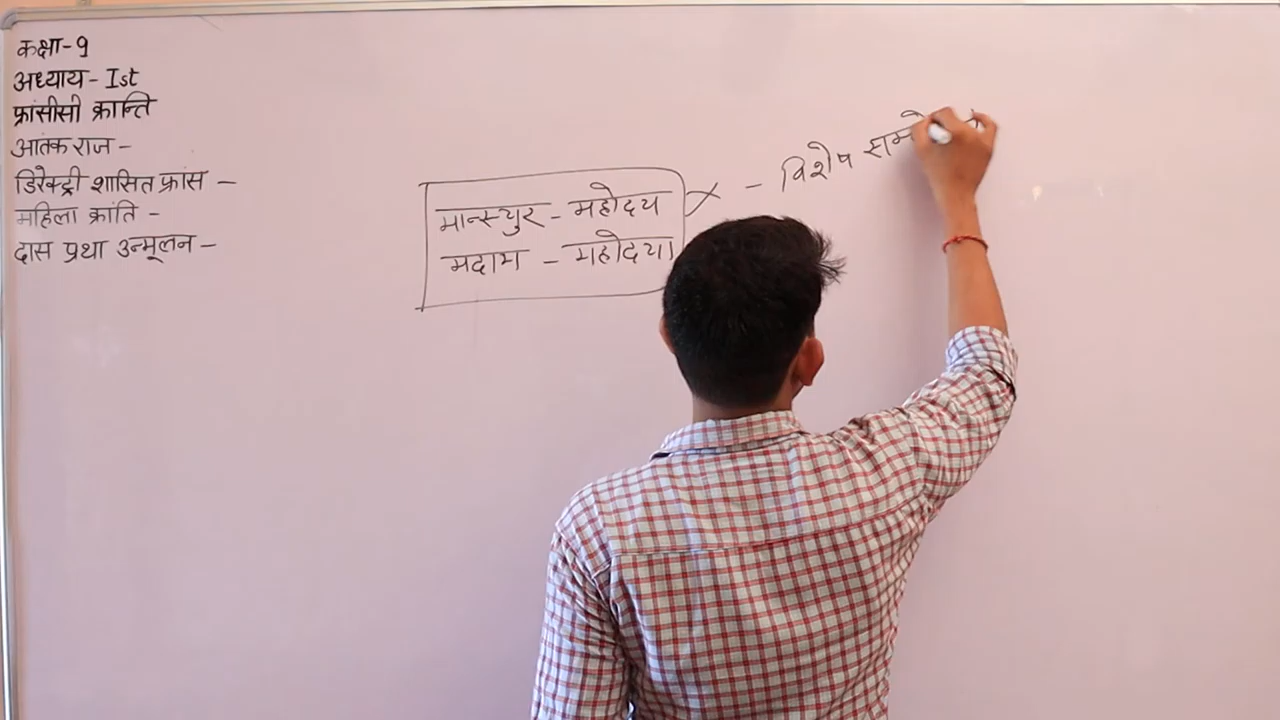 कक्षा-9
अध्याय- Ist
फ्रांसीसी क्रान्ति
आतंक राज -
डिरेक्ट्री शासित फ्रांस -
महिला क्रांति -
दास प्रथा उन्मूलन -
मान्स्युर - महोदय
मदाम - महोदया
- विशेष